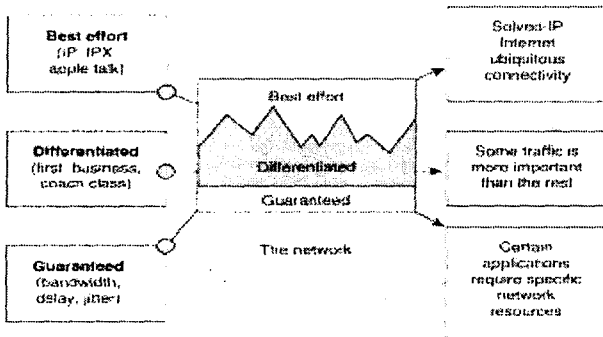 Best effort
(IP, IPX
apple talk)
Differentiated
(first, business,
coach class)
Guaranteed
(bandwidth,
delay, jitter)
Best effort
Differentiated
Guaranteed
The network
Solved-IP
Internet
ubiquitous
connectivity
Some traffic is
more important
than the rest
Certain
applications
require specific
network
resources